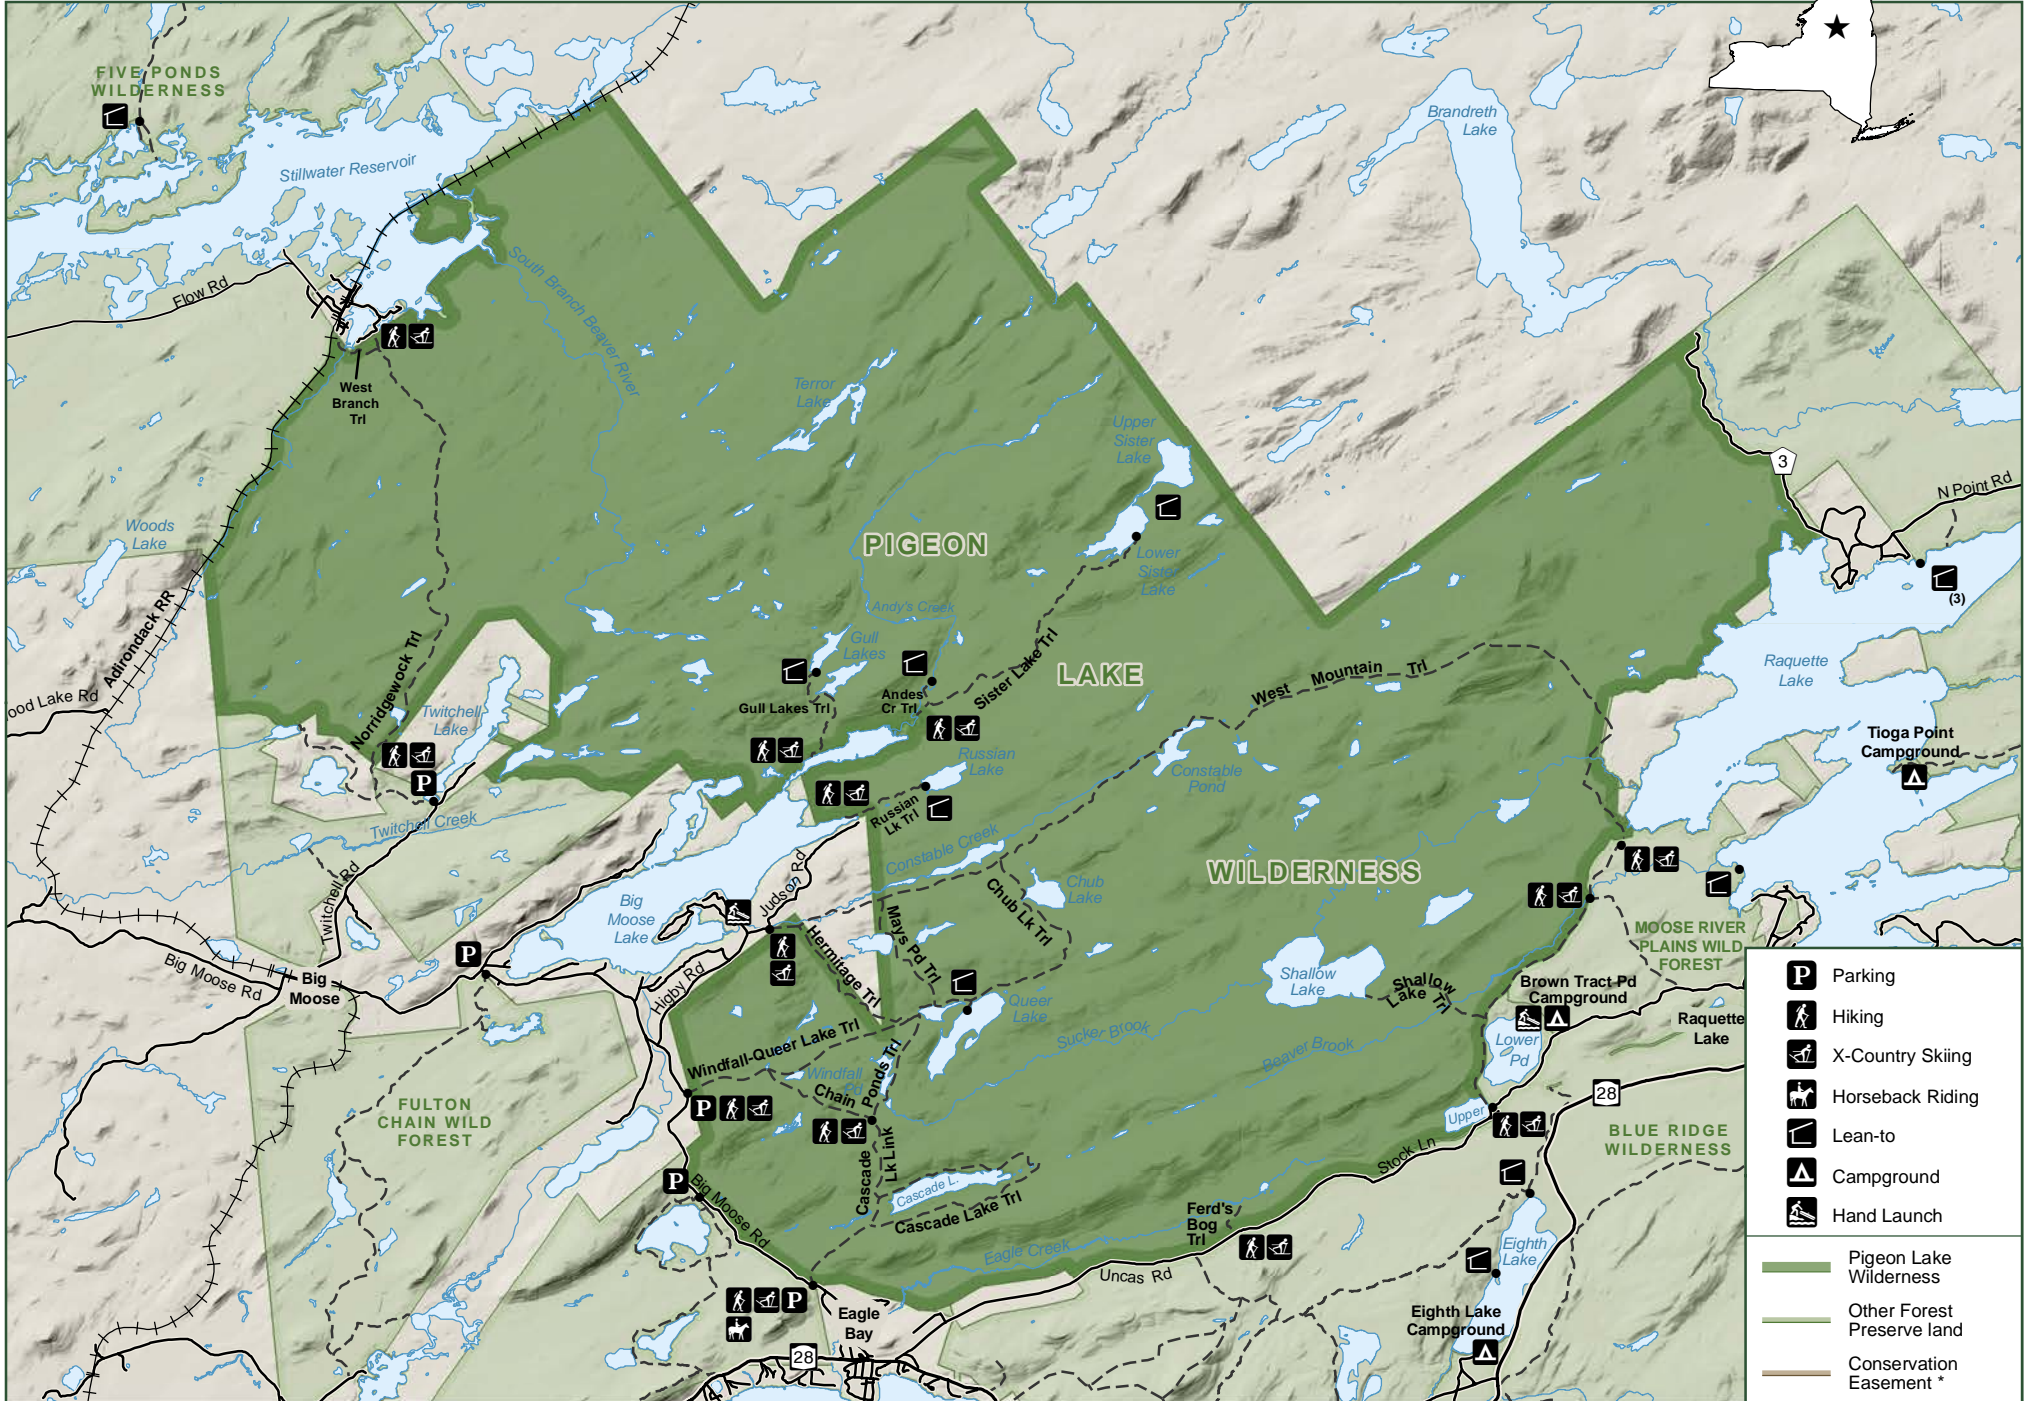 FIVE PONDS
WILDERNESS
Stillwater Reservoir
Brandreth
Lake
Flow Rd
South Branch Beaver River
West
Branch
Trl
Terror
Lake
Upper
Sister
Lake
3
N Point Rd
Woods
Lake
PIGEON
Lower
Sister
Lake
(3)
Andy's Creek
Adirondack RR
Gull
Lakes
Sister Lake Trl
Norridgewock Trl
LAKE
West Mountain Trl
Raquette
Lake
ood Lake Rd
Twitchell
Lake
Gull Lakes Trl
Andes
Cr Trl
Tioga Point
Campground
P
Russian
Lake
Constable
Pond
Russian
Lk Trl
Twitchell Creek
Constable Creek
WILDERNESS
Judson Rd
Chub
Lake
Chub Lk Trl
Twitchell Rd
Big
Moose
Lake
Mays Pd Trl
Hermitage Trl
MOOSE RIVER
PLAINS WILD
FOREST
P
Big Moose Rd
Big
Moose
Higby Rd
Shallow
Lake
Shallow
Lake Trl
Brown Tract Pd
Campground
Queer
Lake
Raquette
Lake
Windfall-Queer Lake Trl
Sucker Brook
Beaver Brook
Lower
Pd
Windfall
Pd
Chain
Ponds Trl
28
FULTON
CHAIN WILD
FOREST
P
Upper
BLUE RIDGE
WILDERNESS
Cascade
Lk Link
Stock Ln
P
Big Moose Rd
Cascade L.
Cascade Lake Trl
Ferd's
Bog
Trl
Eagle Creek
Eighth
Lake
Uncas Rd
P
Eagle
Bay
Eighth Lake
Campground
28
P Parking
Hiking
X-Country Skiing
Horseback Riding
Lean-to
Campground
Hand Launch
Pigeon Lake
Wilderness
Other Forest
Preserve land
Conservation
Easement *